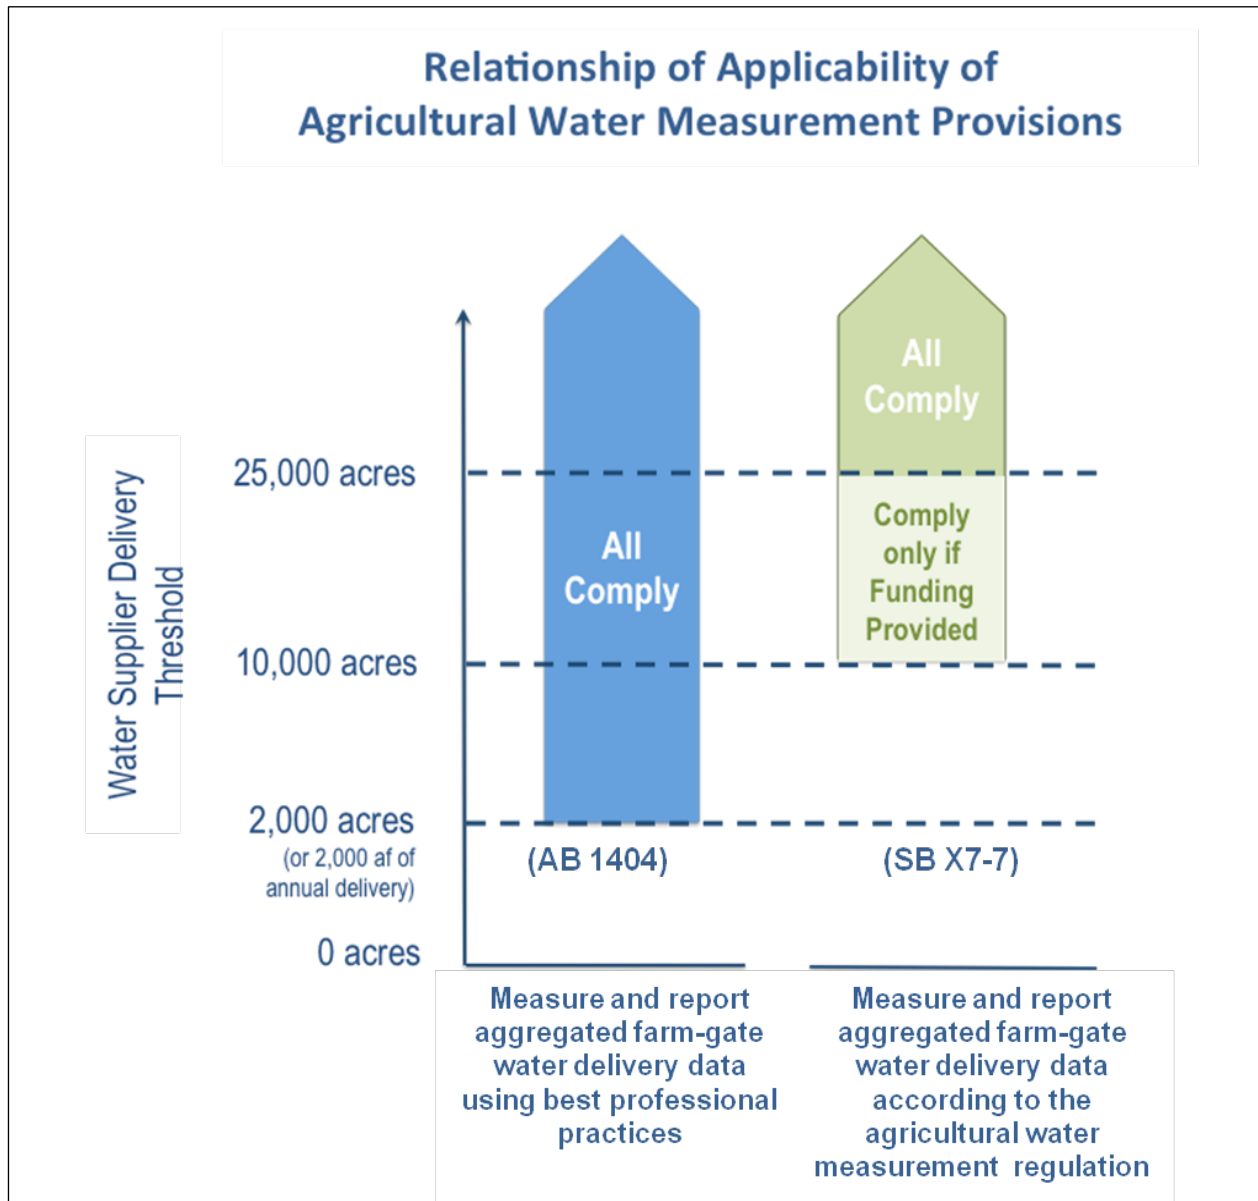 Relationship of Applicability of
Agricultural Water Measurement Provisions
Water Supplier Delivery
Threshold
25,000 acres
10,000 acres
2,000 acres
(or 2,000 af of
annual delivery)
0 acres
All
Comply
(AB 1404)
All
Comply
Comply
only if
Funding
Provided
(SB X7-7)
Measure and report
aggregated farm-gate
water delivery data
using best professional
practices
Measure and report
aggregated farm-gate
water delivery data
according to the
agricultural water
measurement regulation